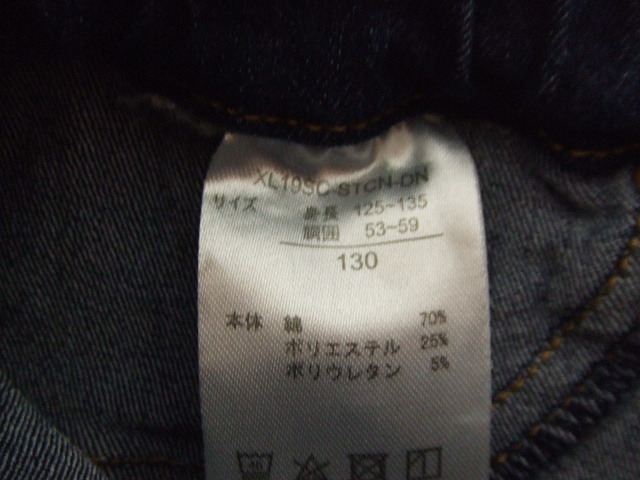 XL19SC-STCN-DN
サイズ 身長 125~135
胴囲 53~59
130
本体 綿 70%
ポリエステル 25%
ポリウレタン 5%